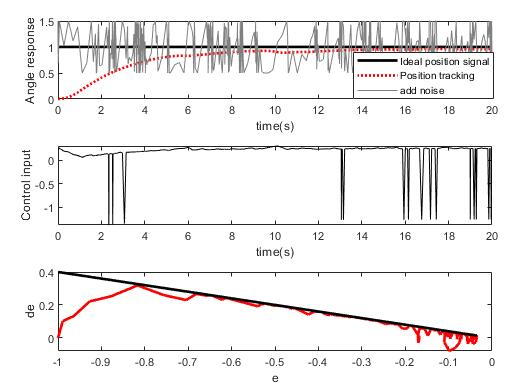 Angle response
1.5
1
0.5
0
Ideal position signal
Position tracking
add noise
0 2 4 6 8 10 12 14 16 18 20
time(s)
Control input
0
-0.5
-1
0 2 4 6 8 10 12 14 16 18 20
time(s)
de
0.4
0.2
0
-1 -0.9 -0.8 -0.7 -0.6 -0.5 -0.4 -0.3 -0.2 -0.1 0
e